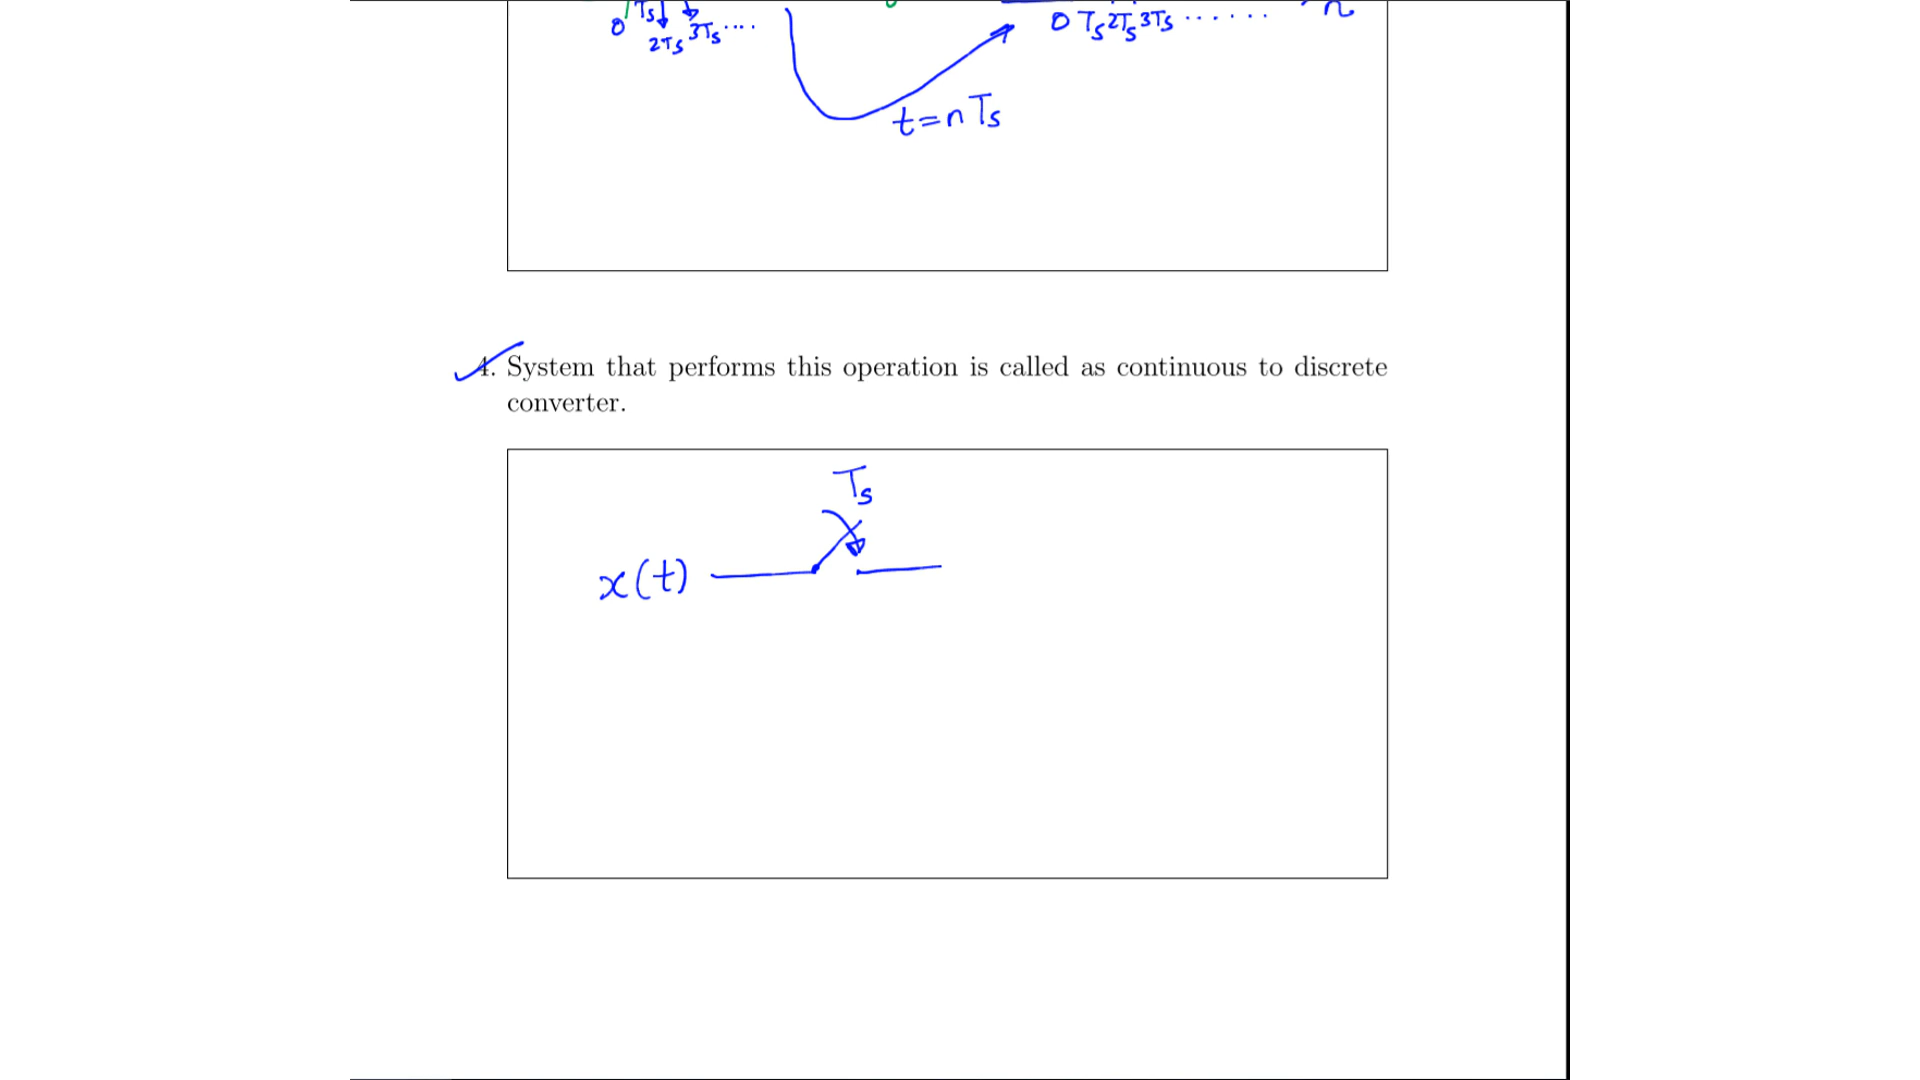 0 Ts 2Ts 3Ts ....
0 Ts 2Ts 3Ts ...... n
t=nTs
4. System that performs this operation is called as continuous to discrete
converter.
Ts
x(t)